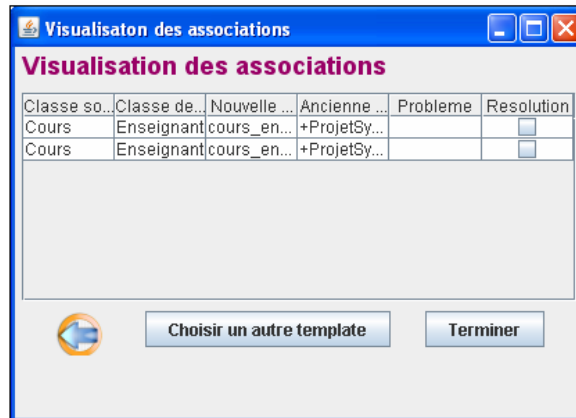 Visualisaton des associations
Visualisation des associations
Classe so... Classe de... Nouvelle ... Ancienne ... Probleme Resolution
Cours Enseignant cours_en... +ProjetSy...
Cours Enseignant cours_en... +ProjetSy...
Choisir un autre template Terminer